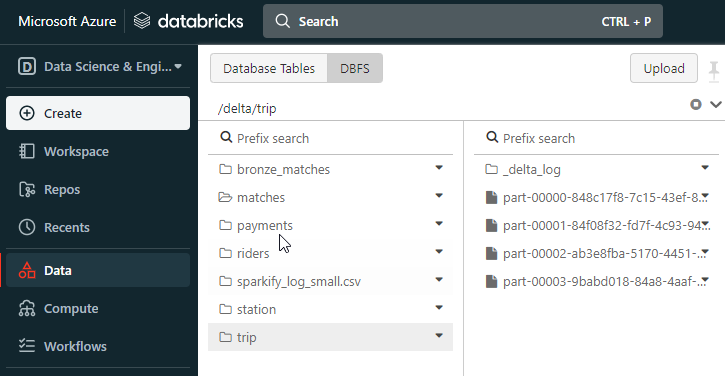 Microsoft Azure databricks Search CTRL + P
D Data Science & Engi...
Database Tables DBFS Upload
Create
/delta/trip
Workspace
Prefix search Prefix search
bronze_matches _delta_log
Repos
matches part-00000-848c17f8-7c15-43ef-8...
Recents
payments part-00001-84f08f32-fd7f-4c93-94...
riders part-00002-ab3e8fba-5170-4451-...
Data
sparkify_log_small.csv part-00003-9babd018-84a8-4aaf-...
Compute
station
trip
Workflows